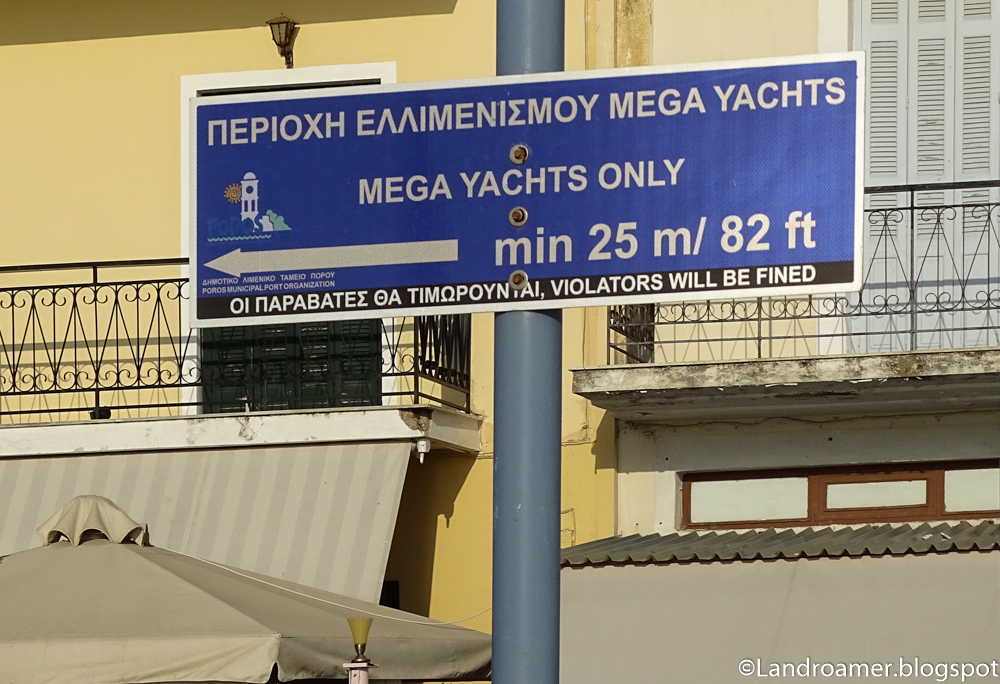 ΠΕΡΙΟΧΗ ΕΛΛΙΜΕΝΙΣΜΟΥ MEGA YACHTS
MEGA YACHTS ONLY
min 25 m/ 82 ft
ΔΗΜΟΤΙΚΟ ΛΙΜΕΝΙΚΟ ΤΑΜΕΙΟ ΠΟΡΟΥ
POROS MUNICIPAL PORT ORGANIZATION
ΟΙ ΠΑΡΑΒΑΤΕΣ ΘΑ ΤΙΜΩΡΟΥΝΤΑΙ, VIOLATORS WILL BE FINED
©Landroamer.blogspot